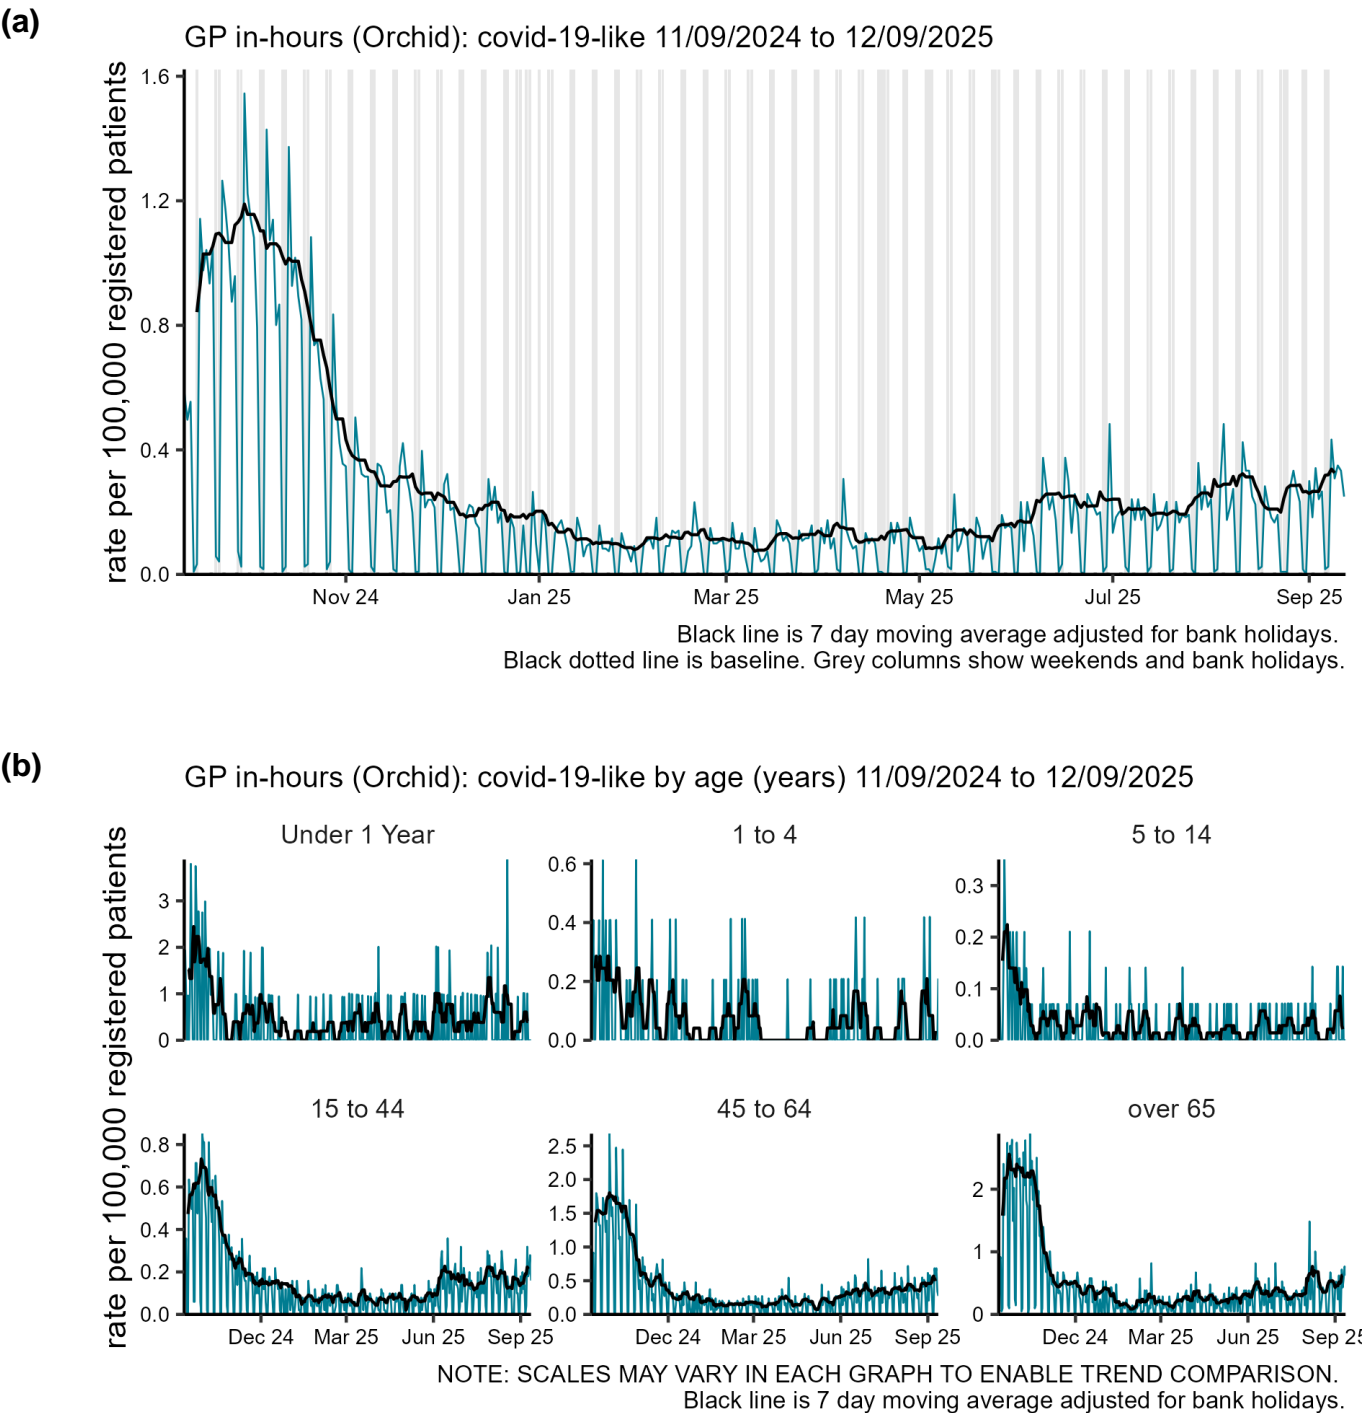 (a)
GP in-hours (Orchid): covid-19-like 11/09/2024 to 12/09/2025
rate per 100,000 registered patients
1.6
1.2
0.8
0.4
0.0
Nov 24 Jan 25 Mar 25 May 25 Jul 25 Sep 25
Black line is 7 day moving average adjusted for bank holidays.
Black dotted line is baseline. Grey columns show weekends and bank holidays.
(b)
GP in-hours (Orchid): covid-19-like by age (years) 11/09/2024 to 12/09/2025
rate per 100,000 registered patients
Under 1 Year
3
2
1
0
1 to 4
0.6
0.4
0.2
0.0
5 to 14
0.3
0.2
0.1
0.0
15 to 44
0.8
0.6
0.4
0.2
0.0
Dec 24 Mar 25 Jun 25 Sep 25
45 to 64
2.5
2.0
1.5
1.0
0.5
0.0
Dec 24 Mar 25 Jun 25 Sep 25
over 65
2
1
0
Dec 24 Mar 25 Jun 25 Sep 25
NOTE: SCALES MAY VARY IN EACH GRAPH TO ENABLE TREND COMPARISON.
Black line is 7 day moving average adjusted for bank holidays.